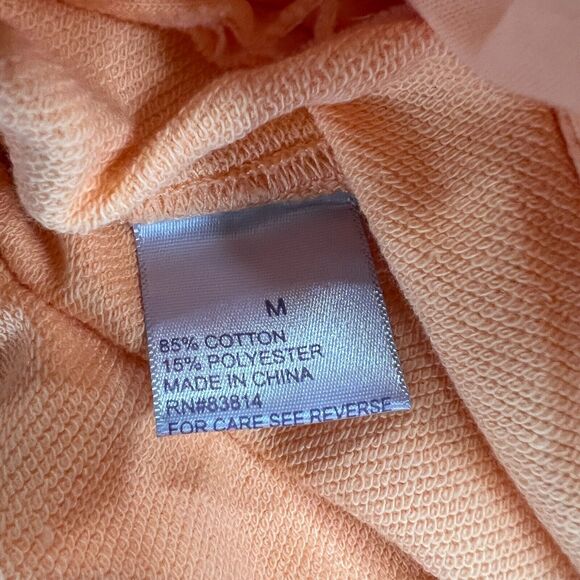 M
85% COTTON
15% POLYESTER
MADE IN CHINA
RN#83814
FOR CARE SEE REVERSE